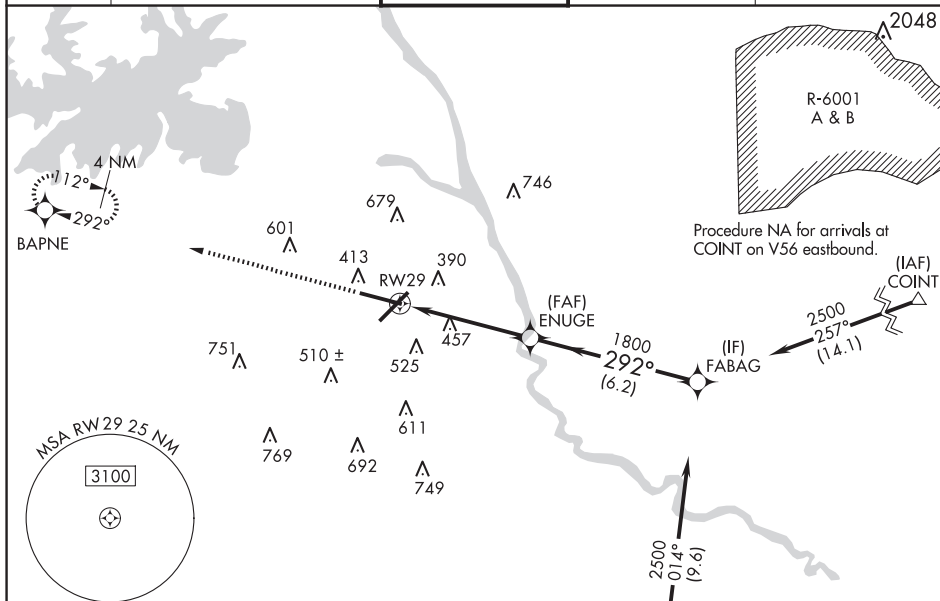 2048
R-6001
A & B
4 NM
112°
292°
BAPNE
746
679
601
413
390
RW29
Procedure NA for arrivals at
COINT on V56 eastbound.
(IAF)
COINT
2500
257°
(14.1)
(FAF)
ENUGE
1800
292°
(6.2)
(IF)
FABAG
457
525
751
510 ±
611
769
692
749
MSA RW29 25 NM
3100
2500
014°
(9.6)